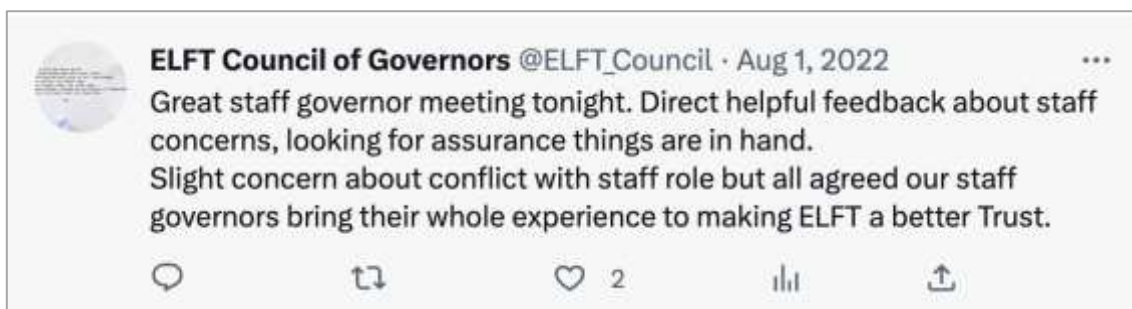 ELFT Council of Governors @ELFT_Council · Aug 1, 2022
Great staff governor meeting tonight. Direct helpful feedback about staff
concerns, looking for assurance things are in hand.
Slight concern about conflict with staff role but all agreed our staff
governors bring their whole experience to making ELFT a better Trust.
2